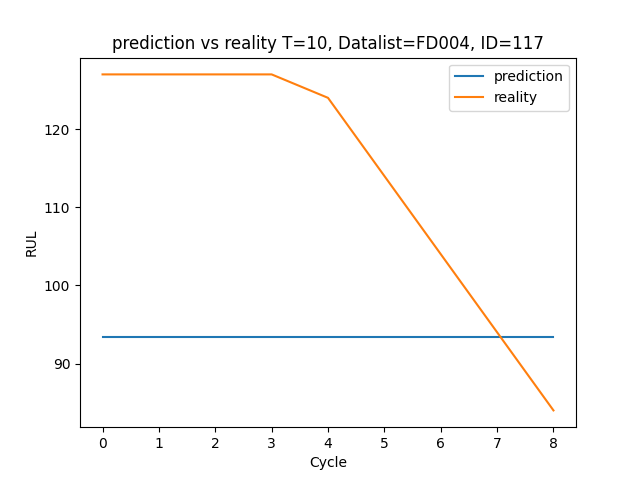 prediction vs reality T=10, Datalist=FD004, ID=117
prediction
reality
RUL
120
110
100
90
0 1 2 3 4 5 6 7 8
Cycle